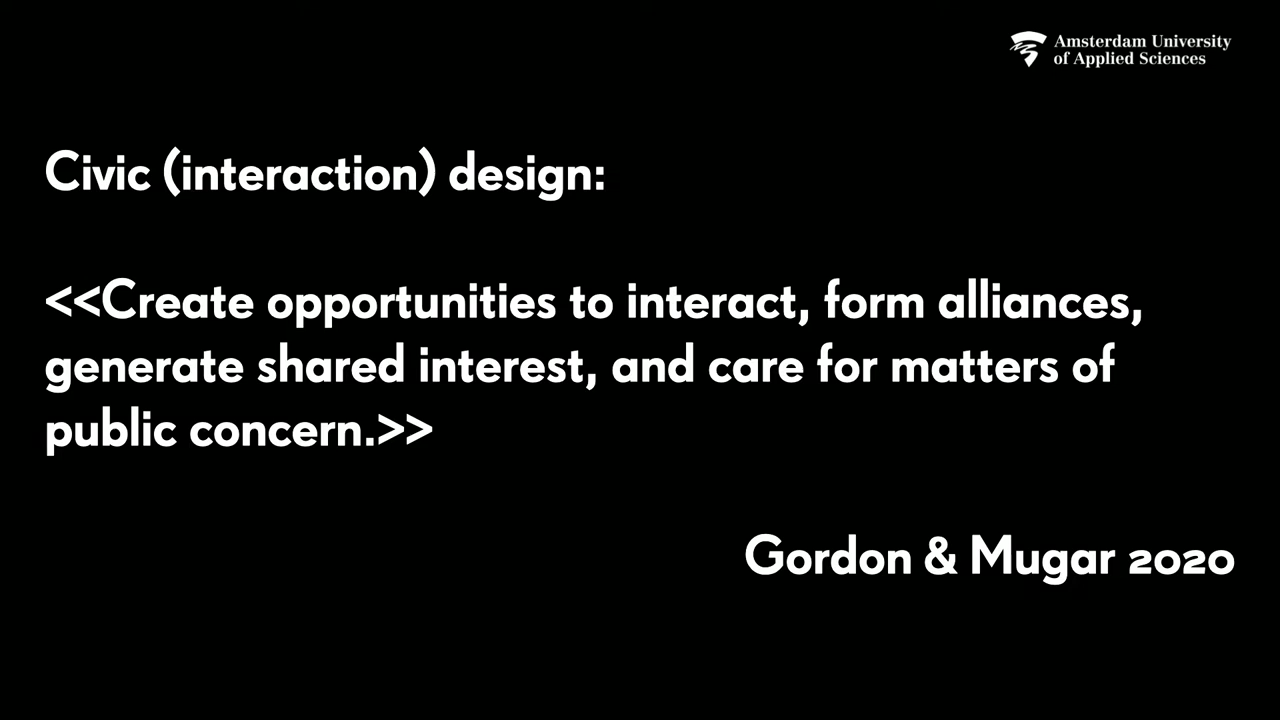 Amsterdam University
of Applied Sciences
Civic (interaction) design:
<<Create opportunities to interact, form alliances,
generate shared interest, and care for matters of
public concern.>>
Gordon & Mugar 2020